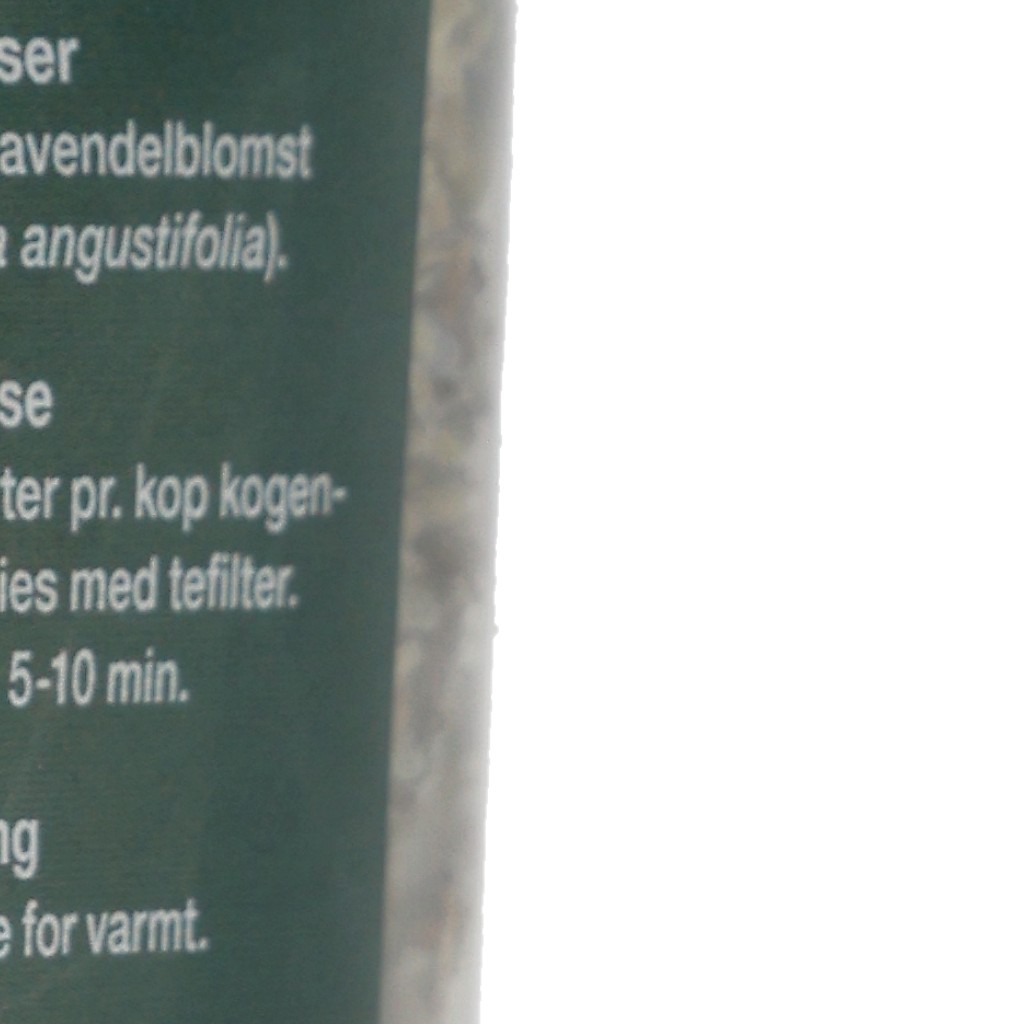 ser
avendelblomst
a angustifolia).
se
ter pr. kop kogen-
ies med tefilter.
5-10 min.
ng
e for varmt.